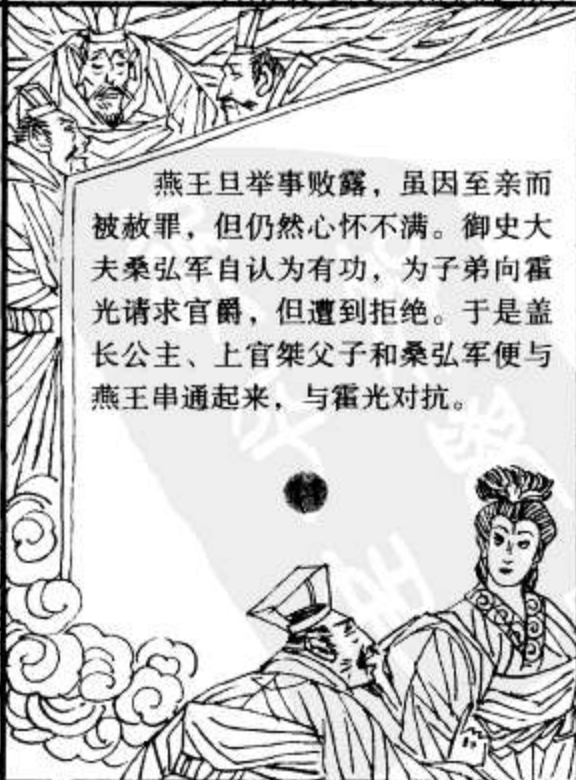 燕王旦举事败露，虽因至亲而
被赦罪，但仍然心怀不满。御史大
夫桑弘军自认为有功，为子弟向霍
光请求官爵，但遭到拒绝。于是盖
长公主、上官桀父子和桑弘军便与
燕王串通起来，与霍光对抗。